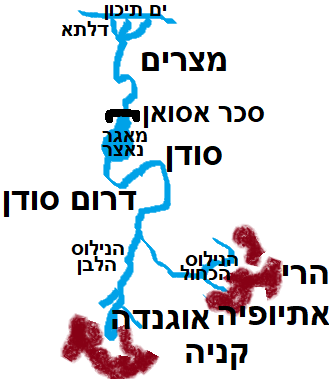 ים תיכון
דלתא
מצרים
סכר אסואן
מאגר
נאצר
סודן
דרום סודן
הנילוס
הלבן
הנילוס
הכחול
הרי
אתיופיה
אוגנדה
קניה